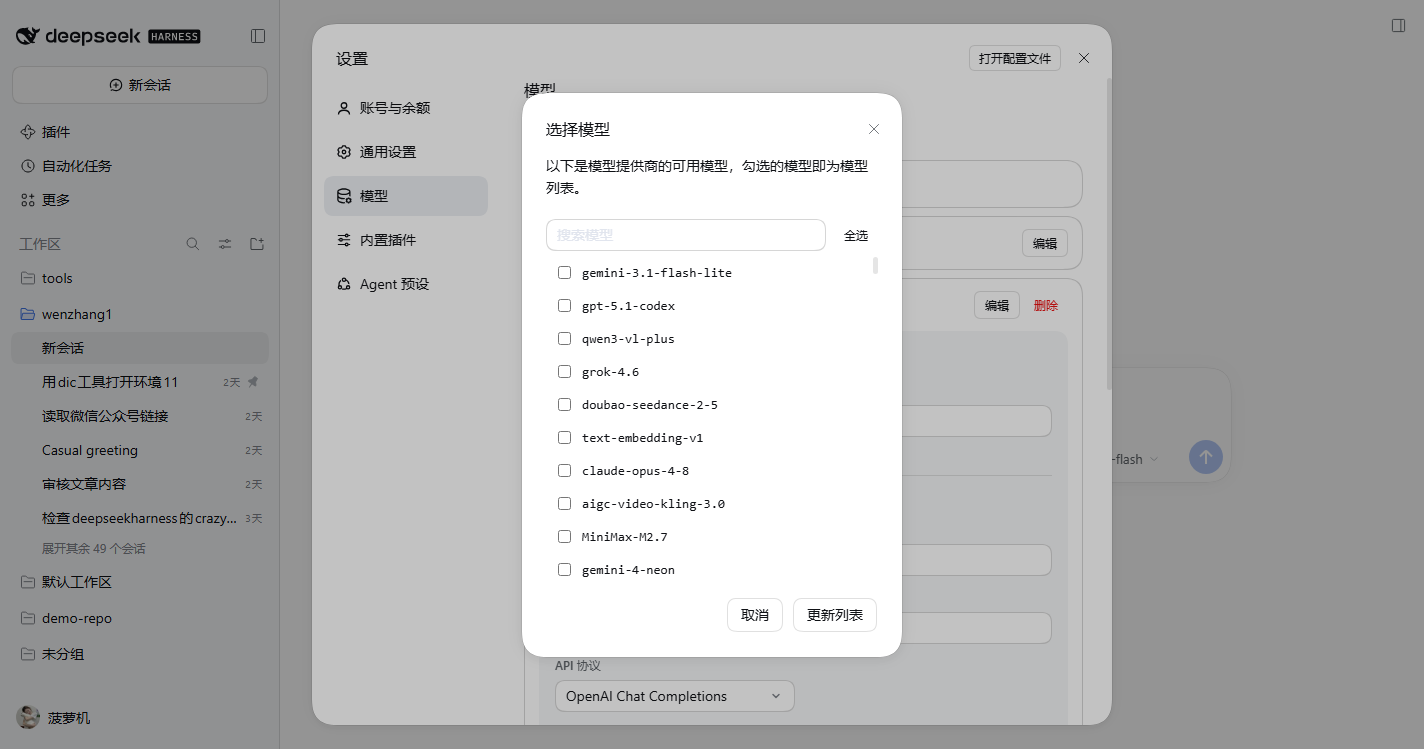 deepseek HARNESS
新会话
插件
自动化任务
更多
工作区
tools
wenzhang1
新会话
用dic工具打开环境11 2天
读取微信公众号链接 2天
Casual greeting 2天
审核文章内容 2天
检查deepseekharness的crazy... 3天
展开其余 49 个会话
默认工作区
demo-repo
未分组
菠萝机
设置
打开配置文件
账号与余额
通用设置
模型
内置插件
Agent 预设
模型
编辑
编辑 删除
选择模型
以下是模型提供商的可用模型，勾选的模型即为模型
列表。
搜索模型 全选
gemini-3.1-flash-lite
gpt-5.1-codex
qwen3-vl-plus
grok-4.6
doubao-seedance-2-5
text-embedding-v1
claude-opus-4-8
aigc-video-kling-3.0
MiniMax-M2.7
gemini-4-neon
取消 更新列表
API 协议
OpenAI Chat Completions
-flash